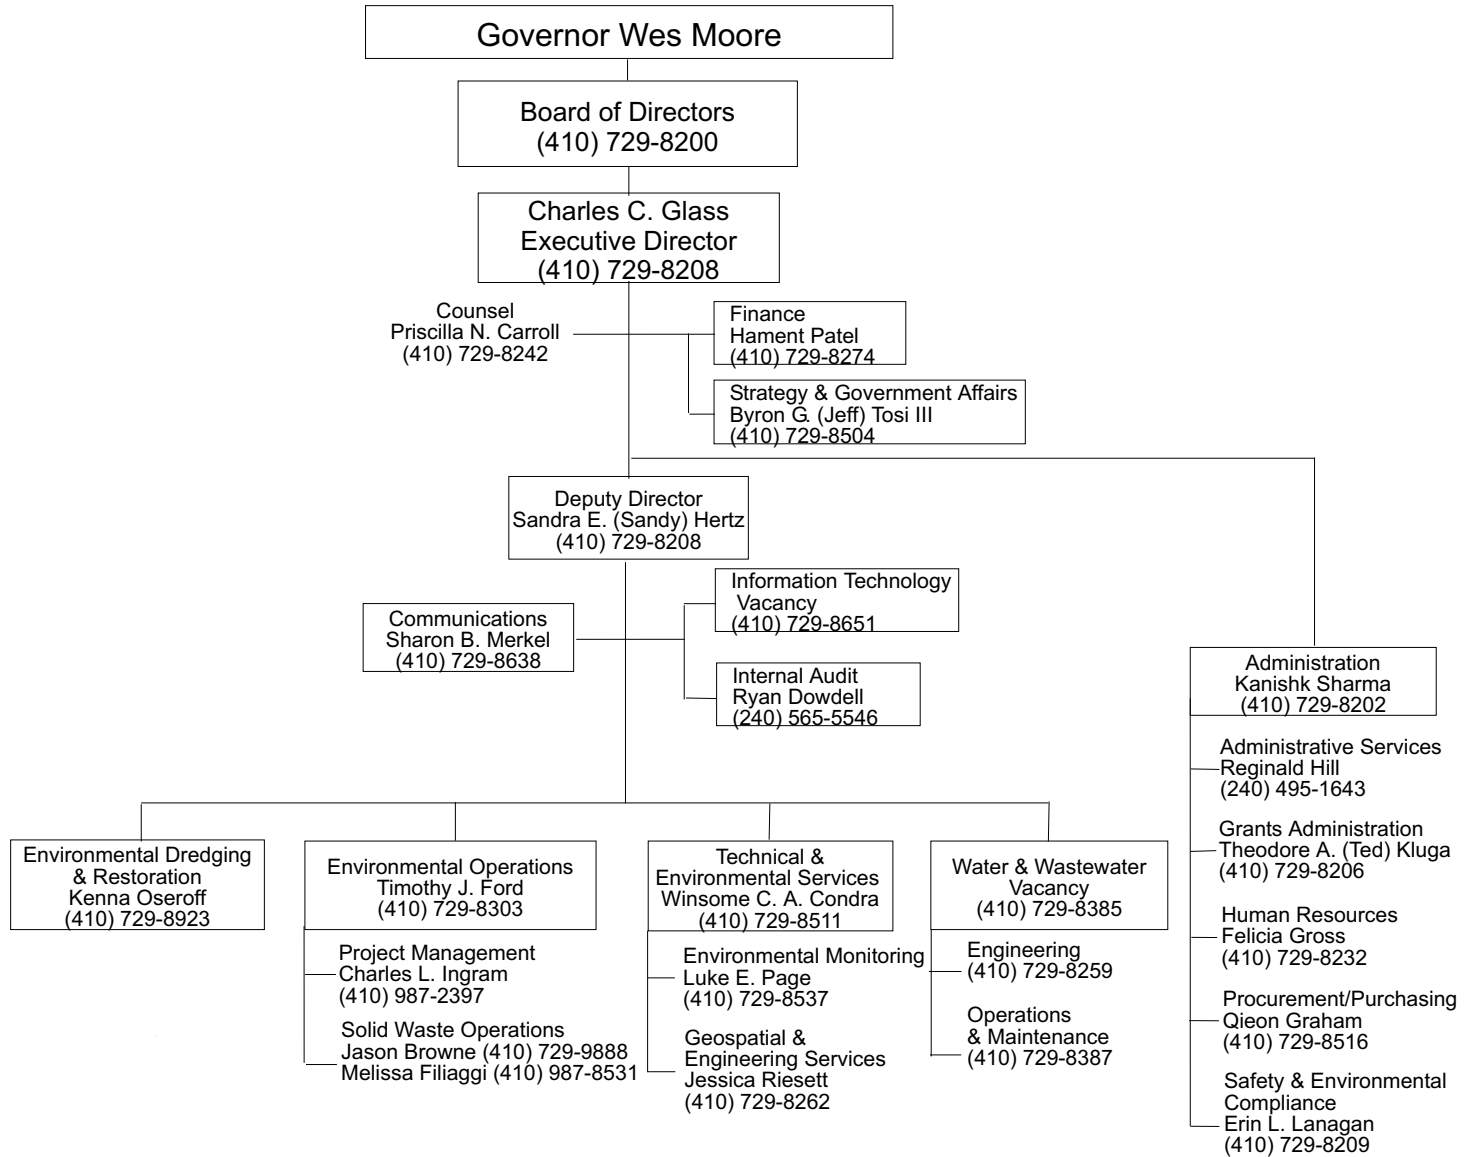 Governor Wes Moore
Board of Directors
(410) 729-8200
Charles C. Glass
Executive Director
(410) 729-8208
Counsel
Priscilla N. Carroll
(410) 729-8242
Finance
Hament Patel
(410) 729-8274
Strategy & Government Affairs
Byron G. (Jeff) Tosi III
(410) 729-8504
Deputy Director
Sandra E. (Sandy) Hertz
(410) 729-8208
Communications
Sharon B. Merkel
(410) 729-8638
Information Technology
Vacancy
(410) 729-8651
Internal Audit
Ryan Dowdell
(240) 565-5546
Environmental Dredging
& Restoration
Kenna Oseroff
(410) 729-8923
Environmental Operations
Timothy J. Ford
(410) 729-8303
Project Management
Charles L. Ingram
(410) 987-2397
Solid Waste Operations
Jason Browne (410) 729-9888
Melissa Filiaggi (410) 987-8531
Technical &
Environmental Services
Winsome C. A. Condra
(410) 729-8511
Environmental Monitoring
Luke E. Page
(410) 729-8537
Geospatial &
Engineering Services
Jessica Riesett
(410) 729-8262
Water & Wastewater
Vacancy
(410) 729-8385
Engineering
(410) 729-8259
Operations
& Maintenance
(410) 729-8387
Administration
Kanishk Sharma
(410) 729-8202
Administrative Services
Reginald Hill
(240) 495-1643
Grants Administration
Theodore A. (Ted) Kluga
(410) 729-8206
Human Resources
Felicia Gross
(410) 729-8232
Procurement/Purchasing
Qieon Graham
(410) 729-8516
Safety & Environmental
Compliance
Erin L. Lanagan
(410) 729-8209